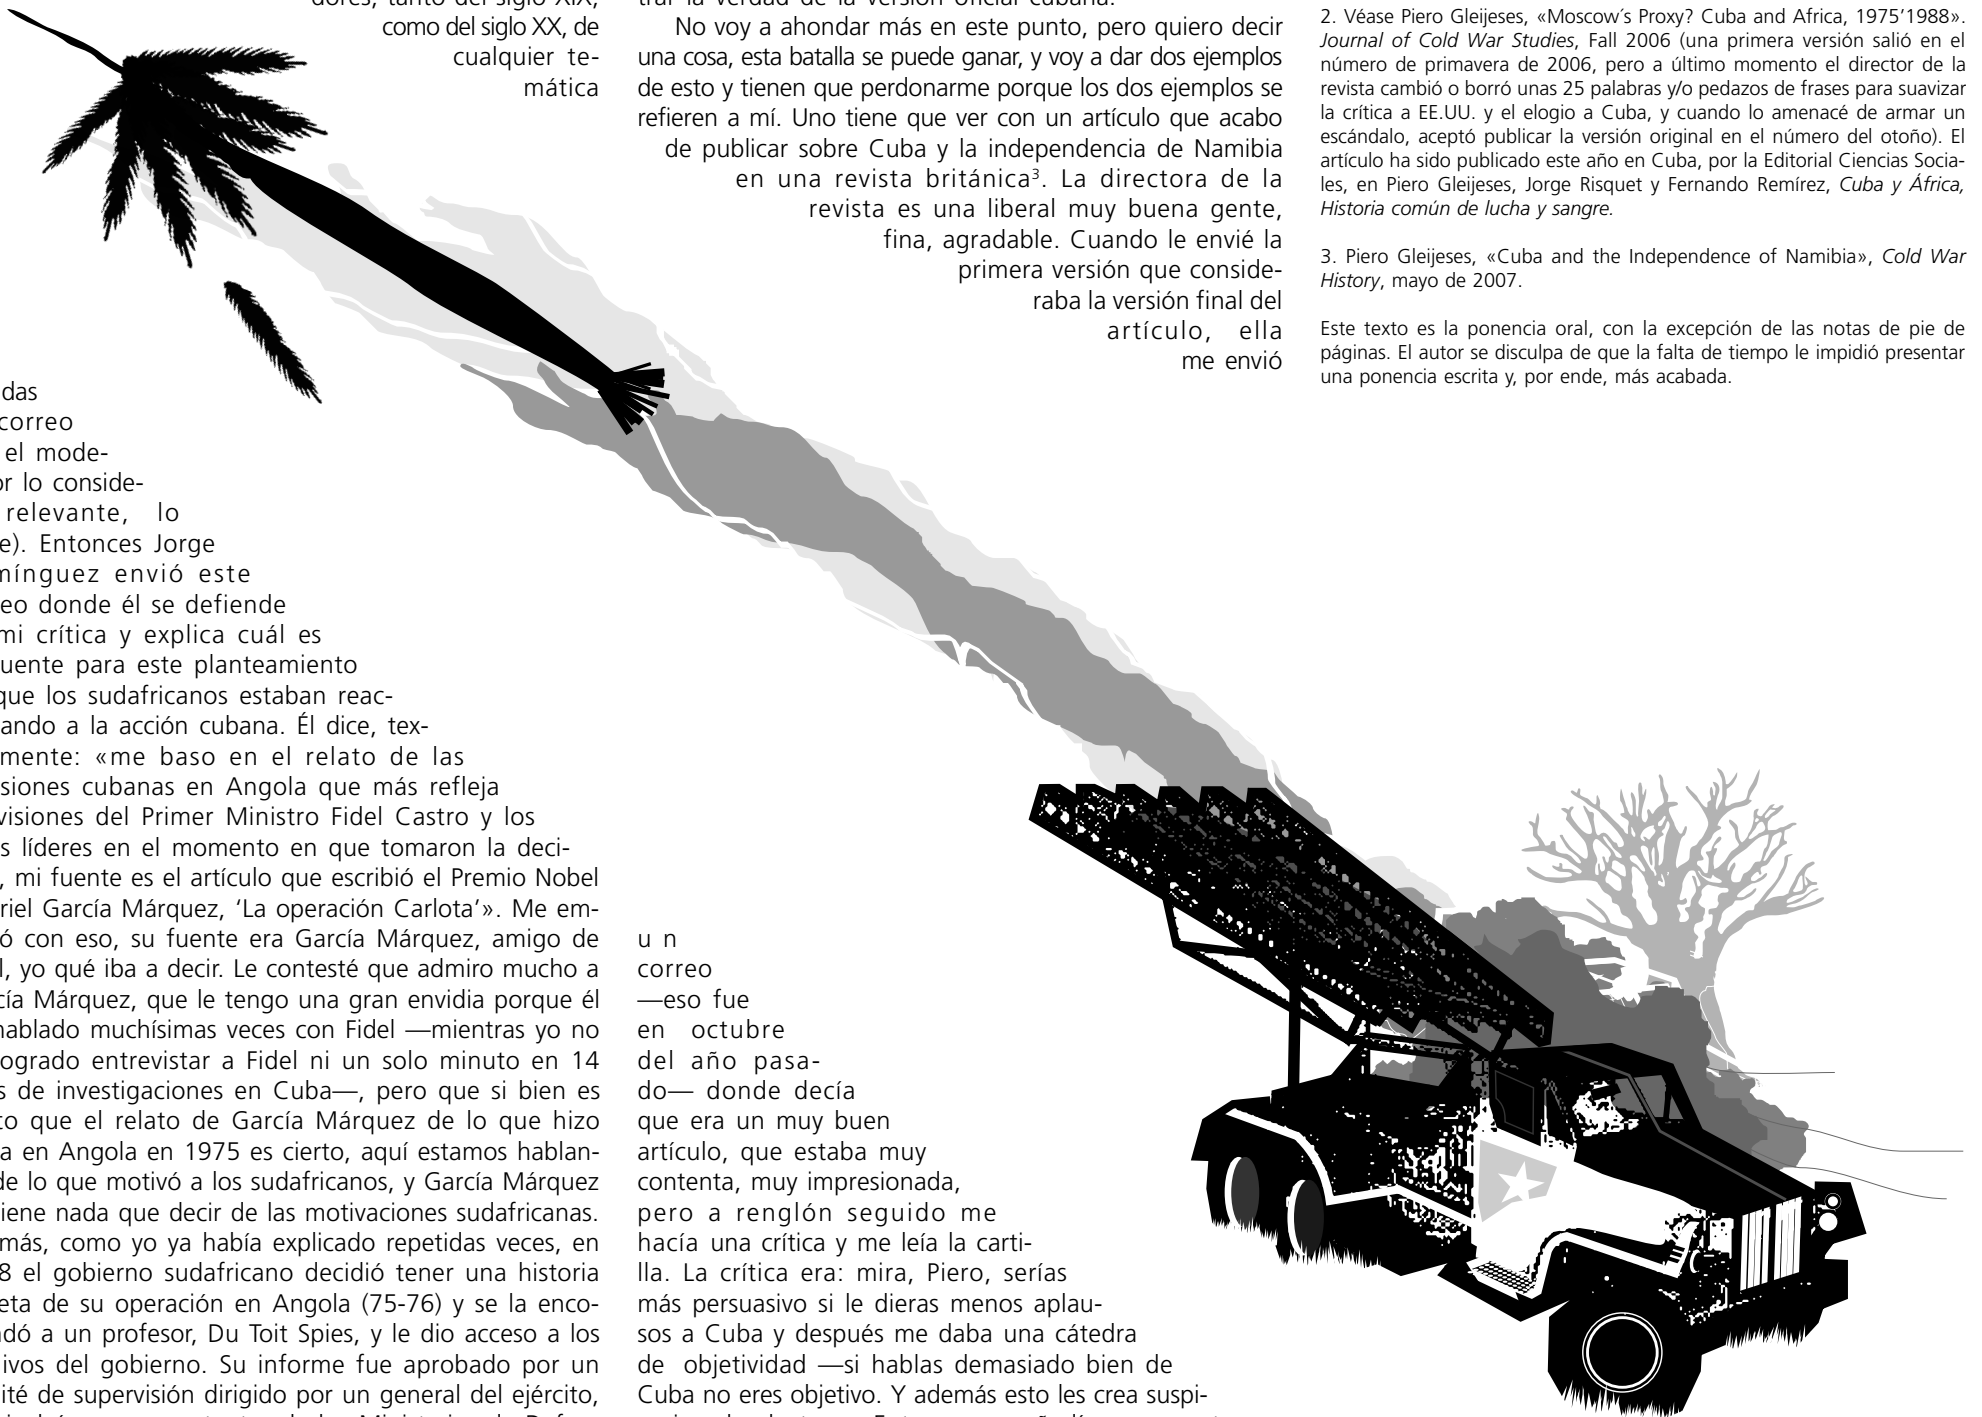 dores, tanto del siglo XIX,
como del siglo XX, de
cualquier te-
mática
das
correo
el mode-
or lo conside-
relevante, lo
e). Entonces Jorge
mínguez envió este
eo donde él se defiende
mi crítica y explica cuál es
uente para este planteamiento
que los sudafricanos estaban reac-
ando a la acción cubana. Él dice, tex-
mente: «me baso en el relato de las
siones cubanas en Angola que más refleja
visiones del Primer Ministro Fidel Castro y los
s líderes en el momento en que tomaron la deci-
, mi fuente es el artículo que escribió el Premio Nobel
riel García Márquez, ‘La operación Carlota’». Me em-
ó con eso, su fuente era García Márquez, amigo de
l, yo qué iba a decir. Le contesté que admiro mucho a
cía Márquez, que le tengo una gran envidia porque él
hablado muchísimas veces con Fidel —mientras yo no
ogrado entrevistar a Fidel ni un solo minuto en 14
s de investigaciones en Cuba—, pero que si bien es
to que el relato de García Márquez de lo que hizo
a en Angola en 1975 es cierto, aquí estamos hablan-
de lo que motivó a los sudafricanos, y García Márquez
iene nada que decir de las motivaciones sudafricanas.
más, como yo ya había explicado repetidas veces, en
8 el gobierno sudafricano decidió tener una historia
eta de su operación en Angola (75-76) y se la enco-
ndó a un profesor, Du Toit Spies, y le dio acceso a los
ivos del gobierno. Su informe fue aprobado por un
ité de supervisión dirigido por un general del ejército,
trar la verdad de la versión oficial cubana.
No voy a ahondar más en este punto, pero quiero decir
una cosa, esta batalla se puede ganar, y voy a dar dos ejemplos
de esto y tienen que perdonarme porque los dos ejemplos se
refieren a mí. Uno tiene que ver con un artículo que acabo
de publicar sobre Cuba y la independencia de Namibia
en una revista británica³. La directora de la
revista es una liberal muy buena gente,
fina, agradable. Cuando le envié la
primera versión que conside-
raba la versión final del
artículo, ella
me envió
u n
correo
—eso fue
en octubre
del año pasa-
do— donde decía
que era un muy buen
artículo, que estaba muy
contenta, muy impresionada,
pero a renglón seguido me
hacía una crítica y me leía la carti-
lla. La crítica era: mira, Piero, serías
más persuasivo si le dieras menos aplau-
sos a Cuba y después me daba una cátedra
de objetividad —si hablas demasiado bien de
Cuba no eres objetivo. Y además esto les crea suspi-
2. Véase Piero Gleijeses, «Moscow´s Proxy? Cuba and Africa, 1975’1988».
Journal of Cold War Studies, Fall 2006 (una primera versión salió en el
número de primavera de 2006, pero a último momento el director de la
revista cambió o borró unas 25 palabras y/o pedazos de frases para suavizar
la crítica a EE.UU. y el elogio a Cuba, y cuando lo amenacé de armar un
escándalo, aceptó publicar la versión original en el número del otoño). El
artículo ha sido publicado este año en Cuba, por la Editorial Ciencias Socia-
les, en Piero Gleijeses, Jorge Risquet y Fernando Remírez, Cuba y África,
Historia común de lucha y sangre.
3. Piero Gleijeses, «Cuba and the Independence of Namibia», Cold War
History, mayo de 2007.
Este texto es la ponencia oral, con la excepción de las notas de pie de
páginas. El autor se disculpa de que la falta de tiempo le impidió presentar
una ponencia escrita y, por ende, más acabada.